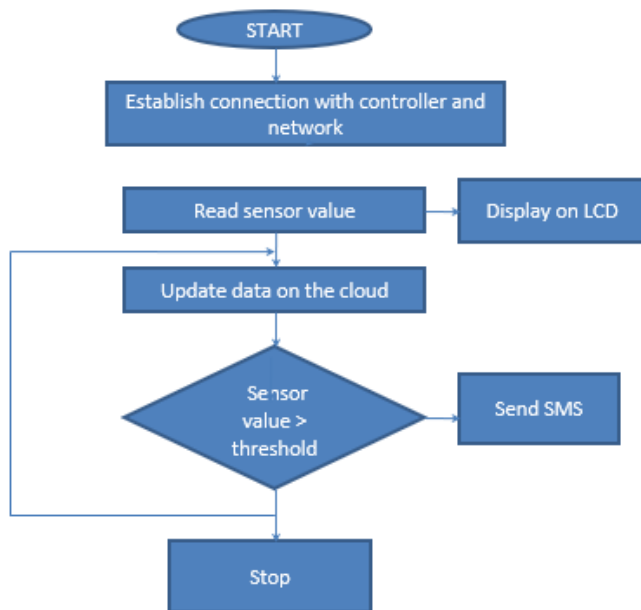 START
Establish connection with controller and
network
Read sensor value
Display on LCD
Update data on the cloud
Sensor
value >
threshold
Send SMS
Stop